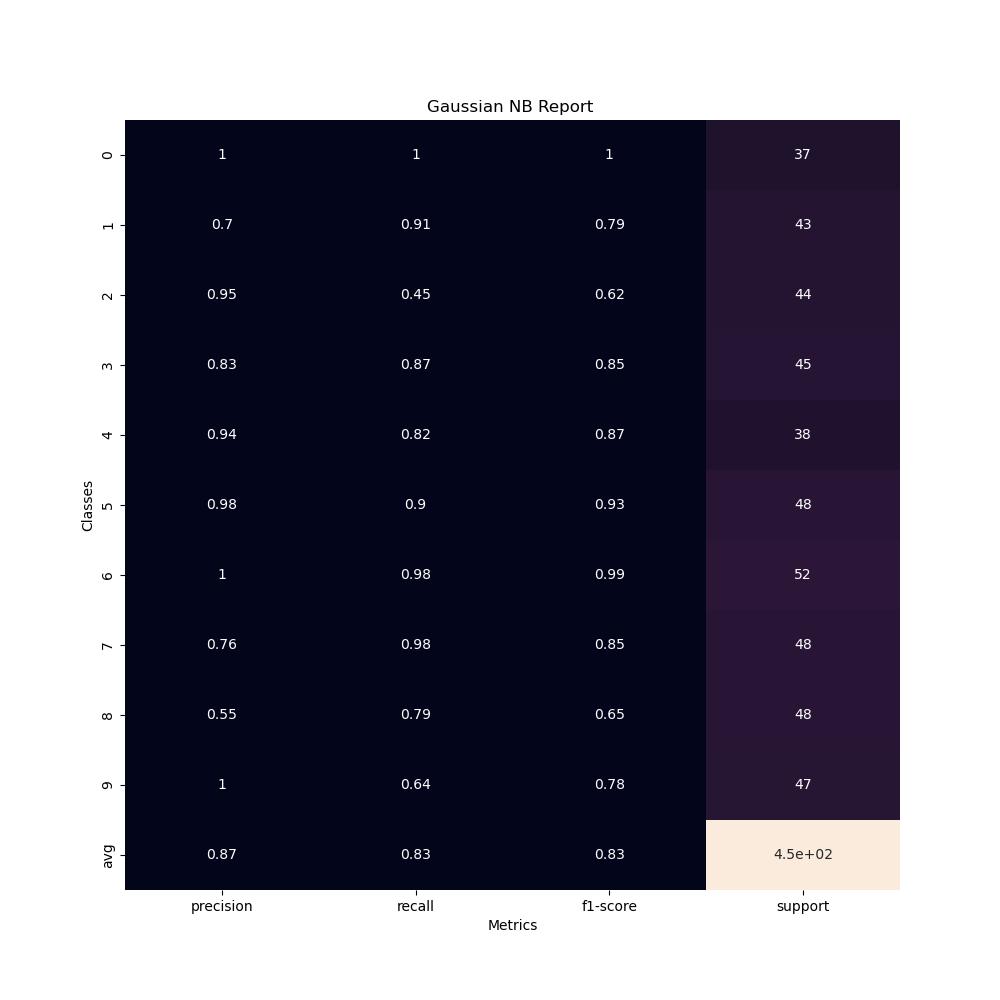 Gaussian NB Report
0 1 1 1 37
1 0.7 0.91 0.79 43
2 0.95 0.45 0.62 44
3 0.83 0.87 0.85 45
4 0.94 0.82 0.87 38
Classes
5 0.98 0.9 0.93 48
6 1 0.98 0.99 52
7 0.76 0.98 0.85 48
8 0.55 0.79 0.65 48
9 1 0.64 0.78 47
avg 0.87 0.83 0.83 4.5e+02
precision recall f1-score support
Metrics